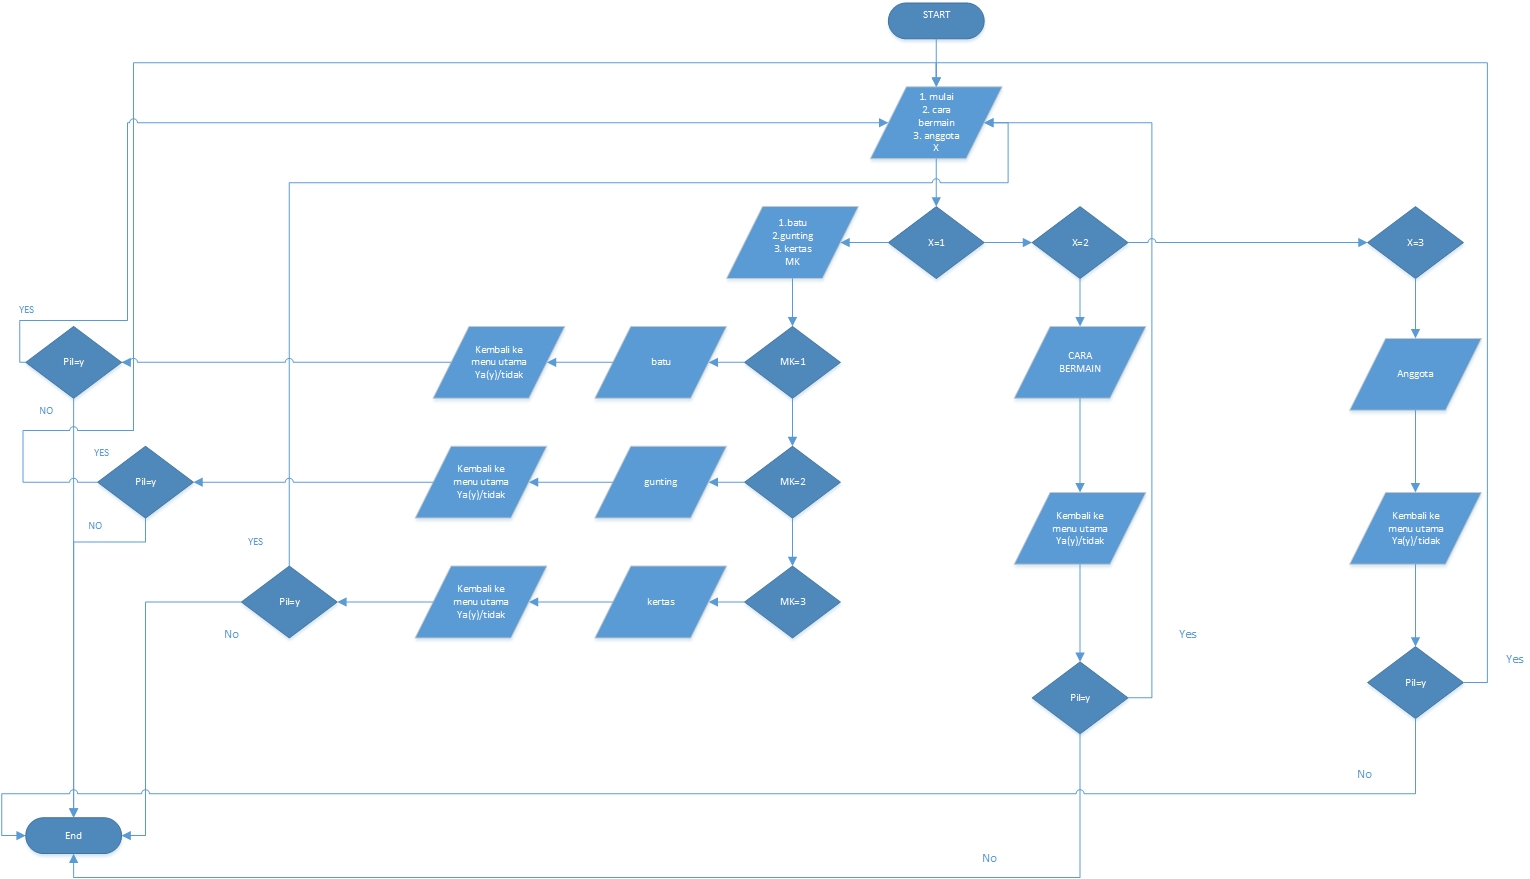 START
1. mulai
2. cara
bermain
3. anggota
X
1.batu
2.gunting
3. kertas
MK
X=1
X=2
X=3
YES
Pil=y
Kembali ke
menu utama
Ya(y)/tidak
batu
MK=1
CARA
BERMAIN
Anggota
NO
YES
Pil=y
Kembali ke
menu utama
Ya(y)/tidak
gunting
MK=2
Kembali ke
menu utama
Ya(y)/tidak
Kembali ke
menu utama
Ya(y)/tidak
NO
YES
Pil=y
Kembali ke
menu utama
Ya(y)/tidak
kertas
MK=3
No
Yes
Yes
Pil=y
Pil=y
No
End
No